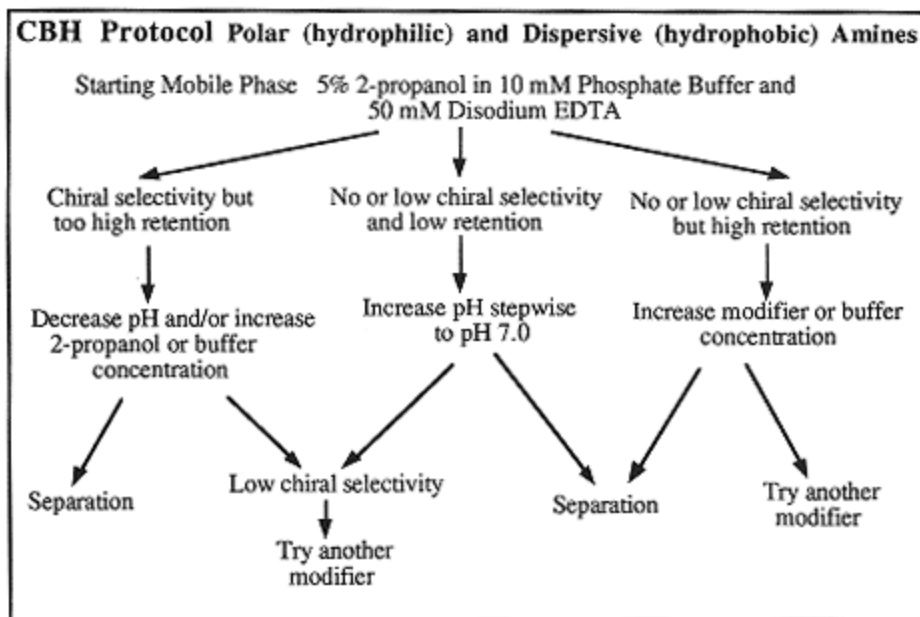 CBH Protocol Polar (hydrophilic) and Dispersive (hydrophobic) Amines
Starting Mobile Phase 5% 2-propanol in 10 mM Phosphate Buffer and
50 mM Disodium EDTA
Chiral selectivity but
too high retention
No or low chiral selectivity
and low retention
No or low chiral selectivity
but high retention
Decrease pH and/or increase
2-propanol or buffer
concentration
Increase pH stepwise
to pH 7.0
Increase modifier or buffer
concentration
Separation
Low chiral selectivity
Try another
modifier
Separation
Try another
modifier